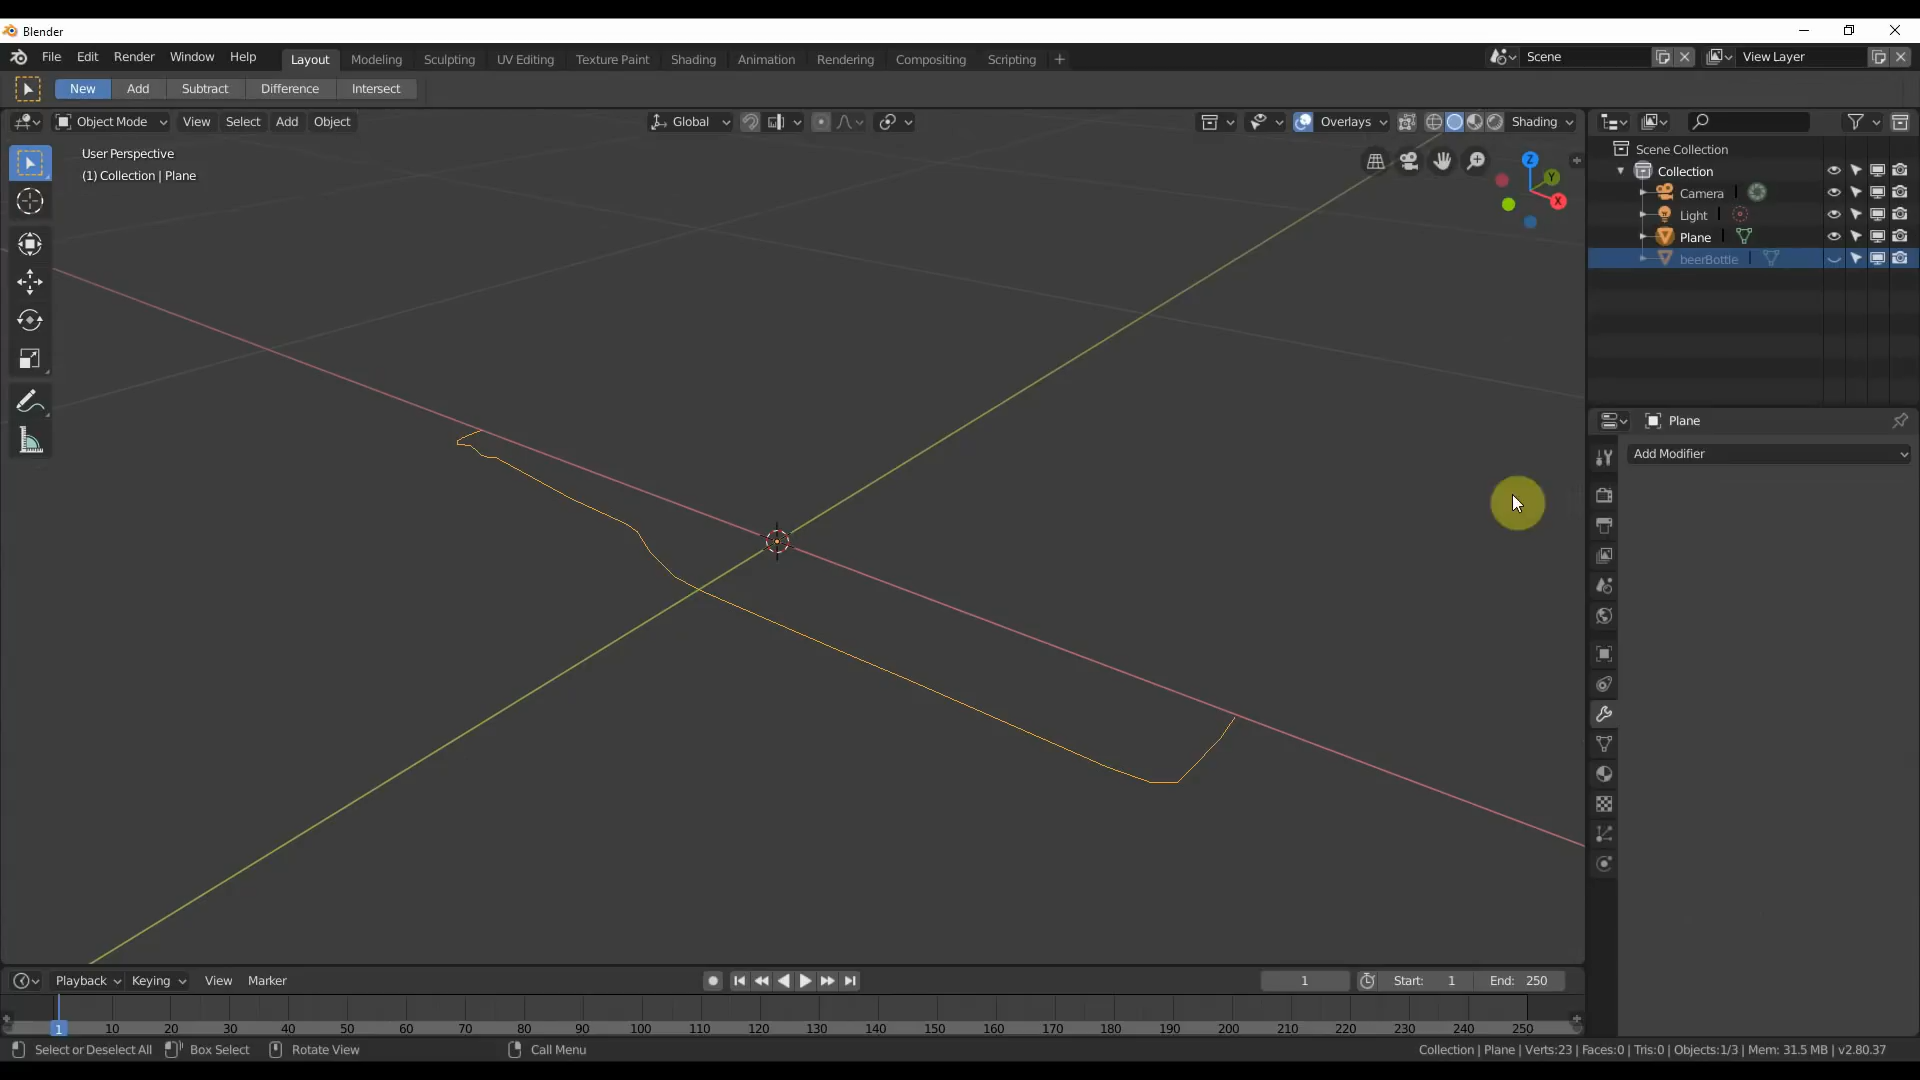 Blender
File Edit Render Window Help Layout Modeling Sculpting UV Editing Texture Paint Shading Animation Rendering Compositing Scripting + Scene View Layer
New Add Subtract Difference Intersect
Object Mode View Select Add Object Global Overlays Shading
User Perspective
(1) Collection | Plane
Z
Y
X
Scene Collection
Collection
Camera
Light
Plane
beerBottle
Plane
Add Modifier
Playback Keying View Marker 1 Start: 1 End: 250
1 10 20 30 40 50 60 70 80 90 100 110 120 130 140 150 160 170 180 190 200 210 220 230 240 250
Select or Deselect All Box Select Rotate View Call Menu Collection | Plane | Verts:23 | Faces:0 | Tris:0 | Objects:1/3 | Mem: 31.5 MB | v2.80.37